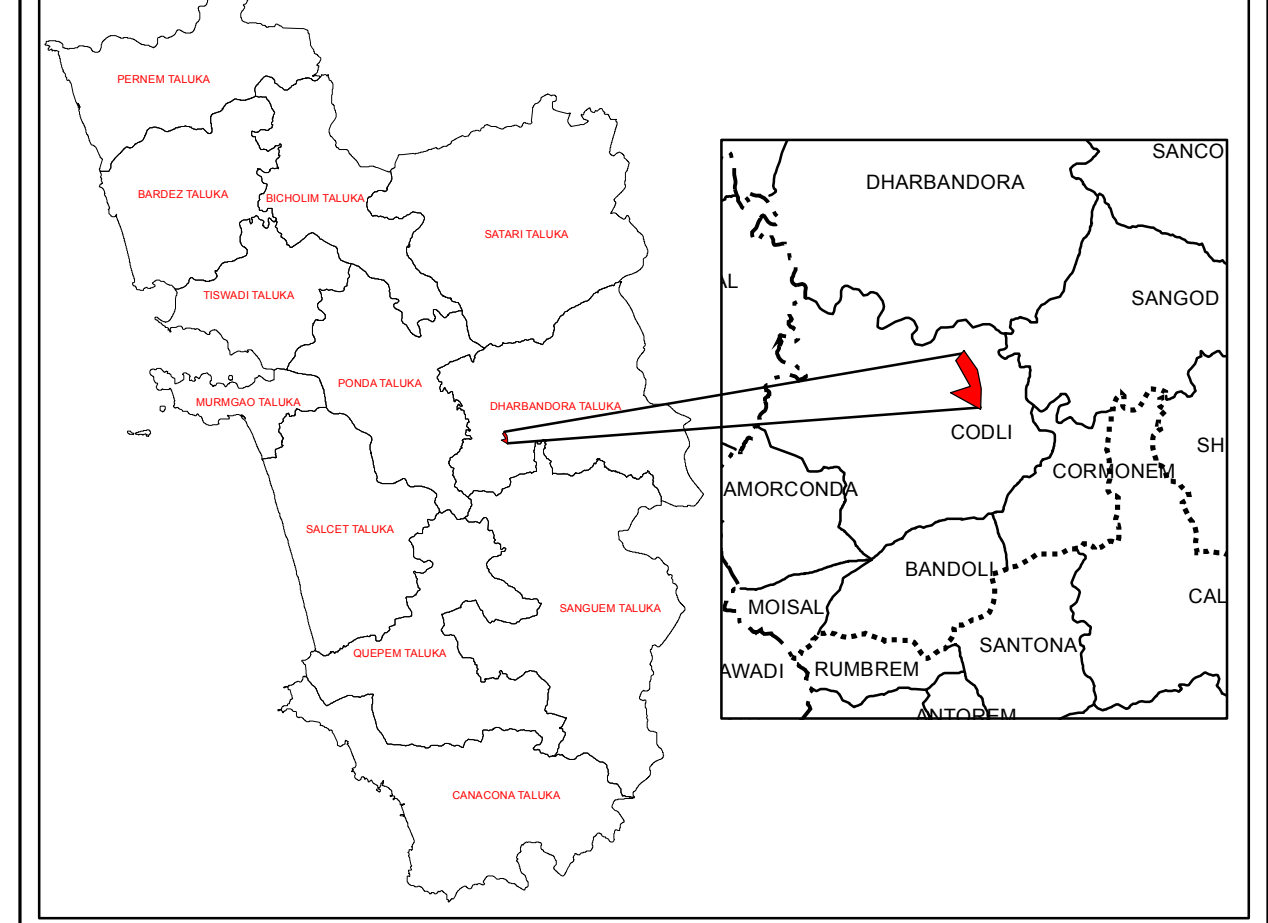 PERNEM TALUKA
BARDEZ TALUKA
BICHOLIM TALUKA
SATARI TALUKA
TISWADI TALUKA
PONDA TALUKA
MURMGAO TALUKA
DHARBANDORA TALUKA
SALCET TALUKA
SANGUEM TALUKA
QUEPEM TALUKA
CANACONA TALUKA
SANCO
DHARBANDORA
AL
SANGOD
CODLI
SH
CORMONEM
AMORCONDA
BANDOLI
CAL
MOISAL
SANTONA
AWADI
RUMBREM
ANTOREM